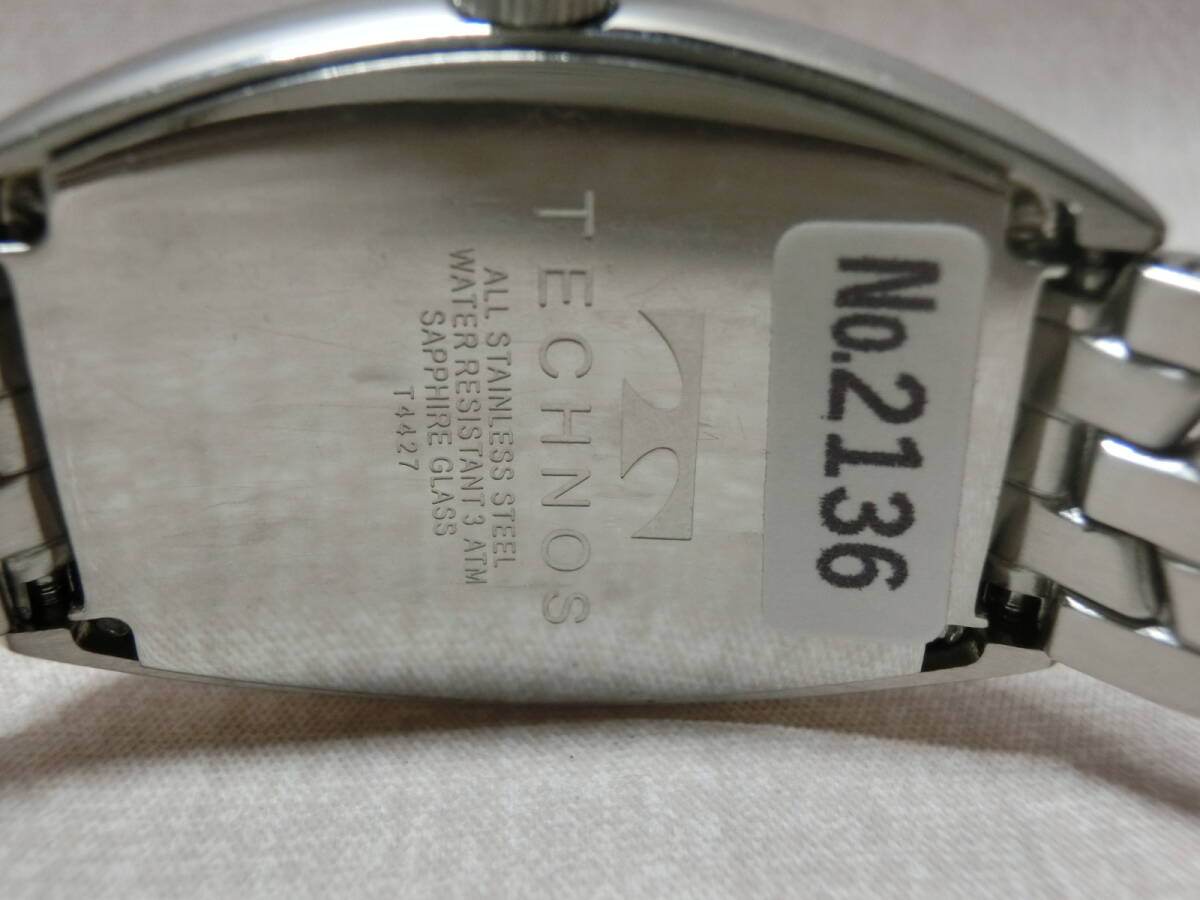 No.2136
TECHNOS
ALL STAINLESS STEEL
WATER RESISTANT 3 ATM
SAPPHIRE GLASS
T4427